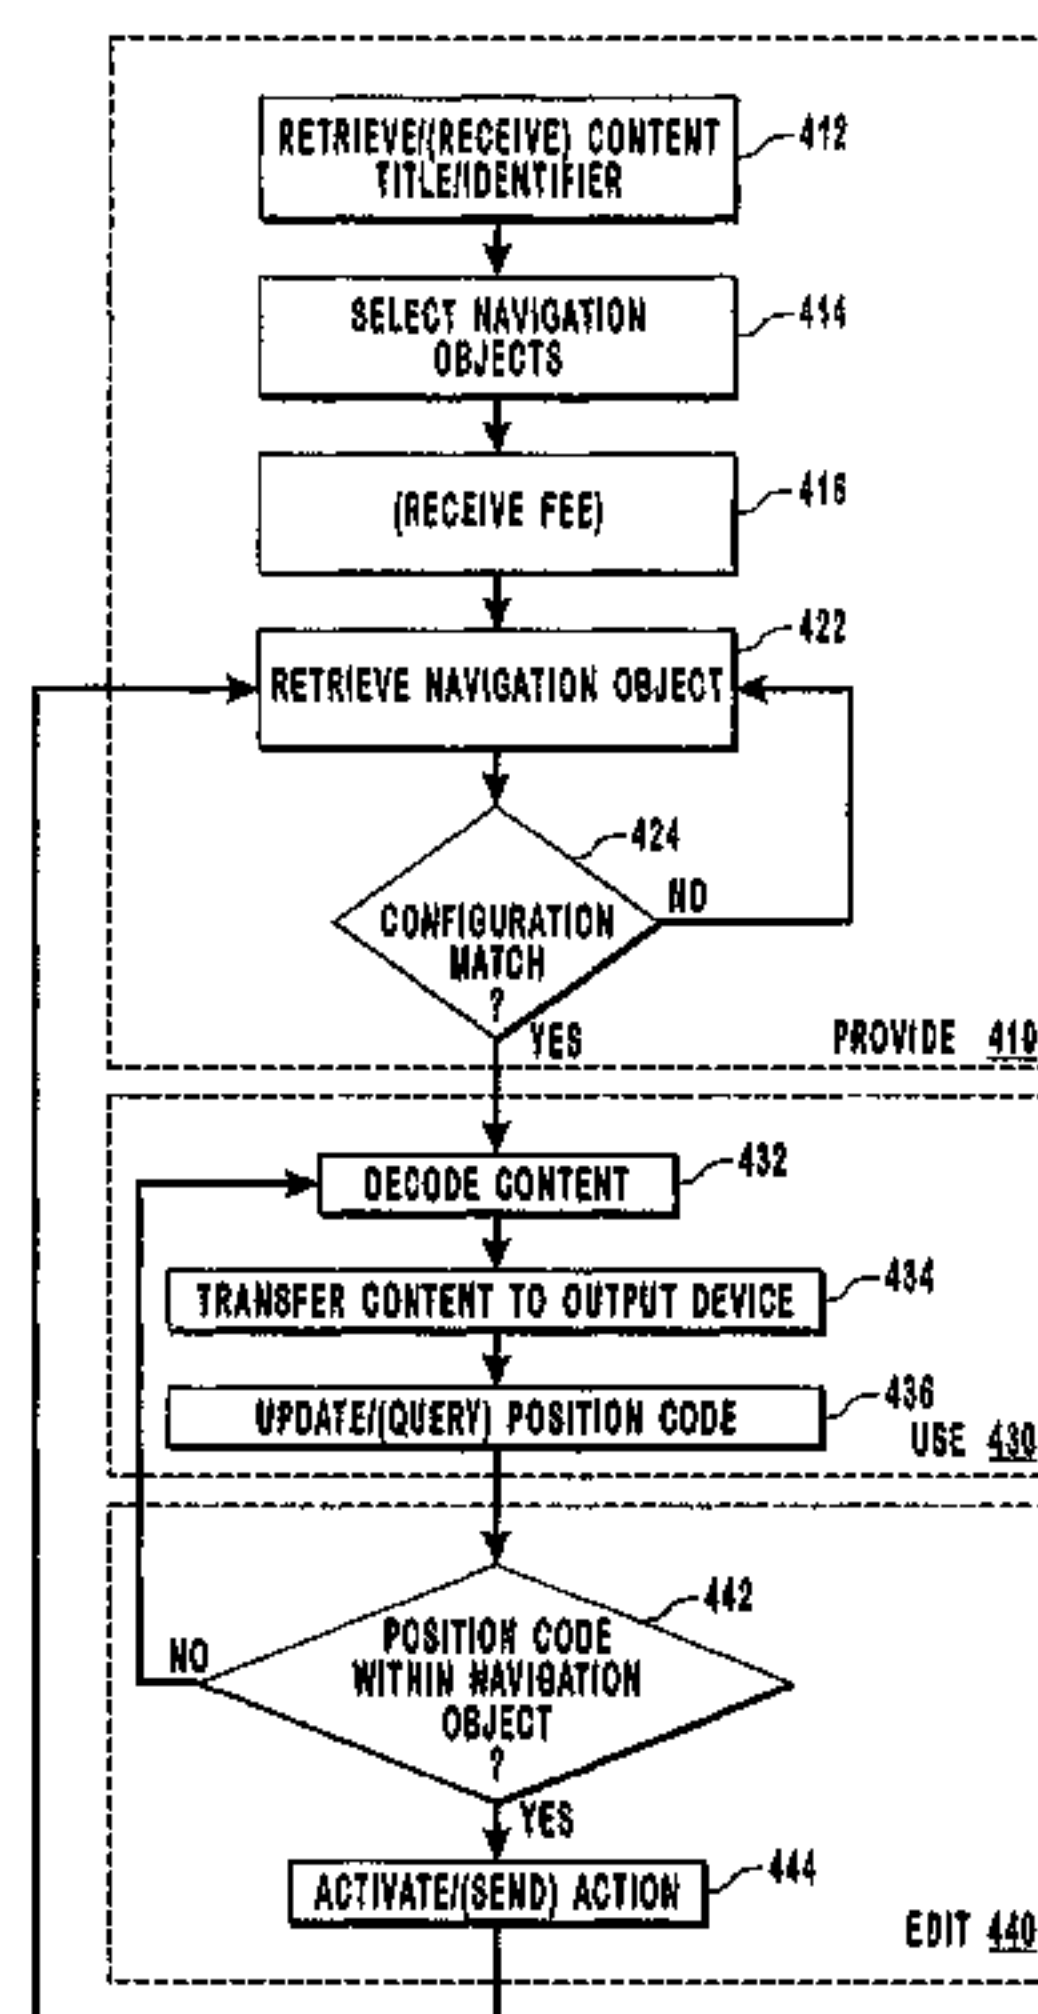 RETRIEVE/(RECEIVE) CONTENT
TITLE/IDENTIFIER
412
SELECT NAVIGATION
OBJECTS
414
(RECEIVE FEE)
416
RETRIEVE NAVIGATION OBJECT
422
424
CONFIGURATION
MATCH
?
NO
YES
PROVIDE 410
DECODE CONTENT
432
TRANSFER CONTENT TO OUTPUT DEVICE
434
UPDATE/(QUERY) POSITION CODE
436
USE 430
442
POSITION CODE
WITHIN NAVIGATION
OBJECT
?
NO
YES
ACTIVATE/(SEND) ACTION
444
EDIT 440